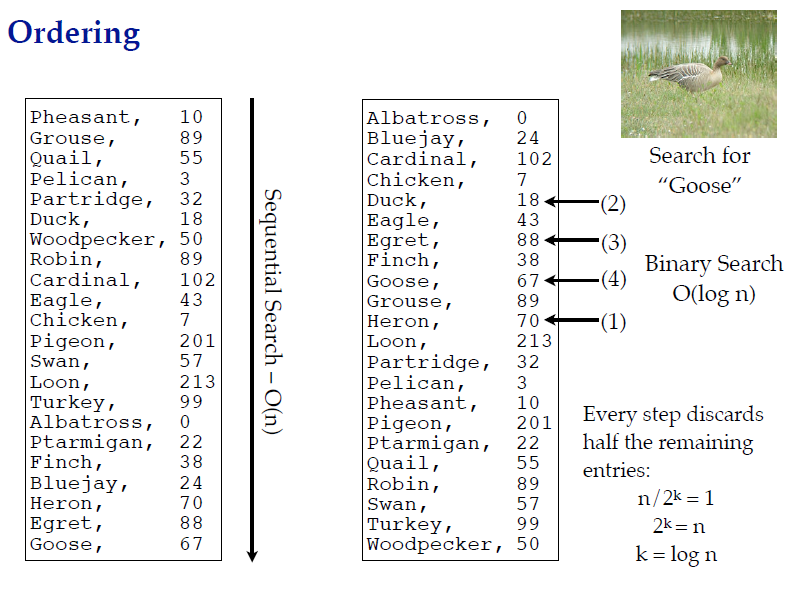 Ordering
Pheasant, 10
Grouse, 89
Quail, 55
Pelican, 3
Partridge, 32
Duck, 18
Woodpecker, 50
Robin, 89
Cardinal, 102
Eagle, 43
Chicken, 7
Pigeon, 201
Swan, 57
Loon, 213
Turkey, 99
Albatross, 0
Ptarmigan, 22
Finch, 38
Bluejay, 24
Heron, 70
Egret, 88
Goose, 67
Sequential Search – O(n)
Albatross, 0
Bluejay, 24
Cardinal, 102
Chicken, 7
Duck, 18 (2)
Eagle, 43
Egret, 88 (3)
Finch, 38
Goose, 67 (4)
Grouse, 89
Heron, 70 (1)
Loon, 213
Partridge, 32
Pelican, 3
Pheasant, 10
Pigeon, 201
Ptarmigan, 22
Quail, 55
Robin, 89
Swan, 57
Turkey, 99
Woodpecker, 50
Search for
“Goose”
Binary Search
O(log n)
Every step discards
half the remaining
entries:
n/2ᵏ = 1
2ᵏ = n
k = log n